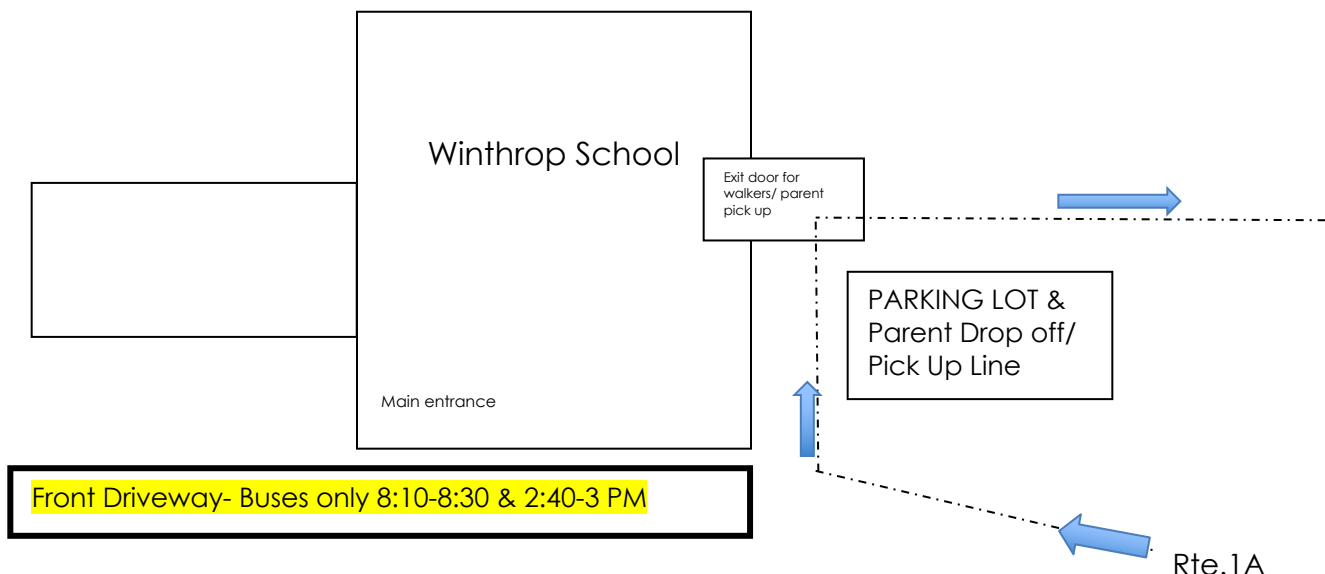 Winthrop School
Exit door for
walkers/ parent
pick up
PARKING LOT &
Parent Drop off/
Pick Up Line
Main entrance
Front Driveway- Buses only 8:10-8:30 & 2:40-3 PM
Rte.1A